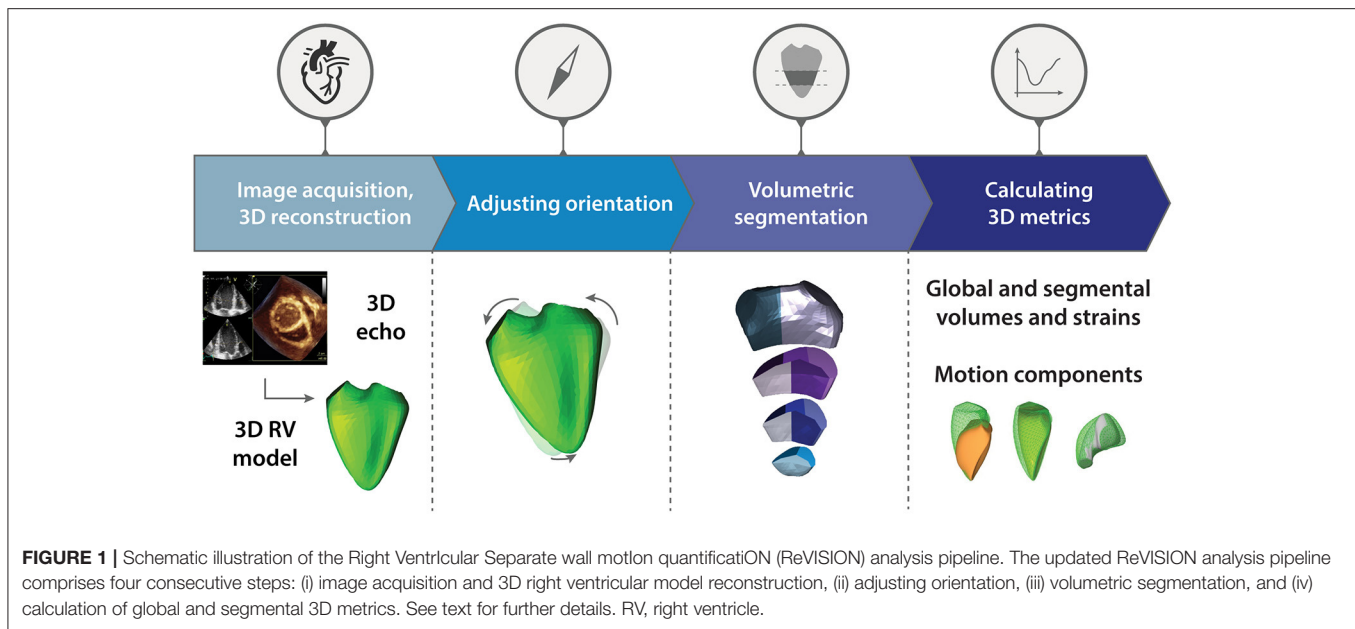 Image acquisition,
3D reconstruction
Adjusting orientation
Volumetric
segmentation
Calculating
3D metrics
3D
echo
3D RV
model
Global and segmental
volumes and strains
Motion components
FIGURE 1 | Schematic illustration of the Right VentrIcular Separate wall motIon quantificatiON (ReVISION) analysis pipeline. The updated ReVISION analysis pipeline
comprises four consecutive steps: (i) image acquisition and 3D right ventricular model reconstruction, (ii) adjusting orientation, (iii) volumetric segmentation, and (iv)
calculation of global and segmental 3D metrics. See text for further details. RV, right ventricle.